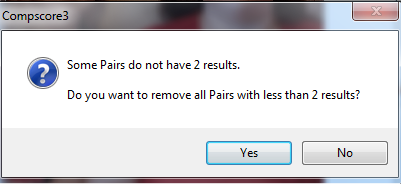 Compscore3
Some Pairs do not have 2 results.
Do you want to remove all Pairs with less than 2 results?
Yes
No